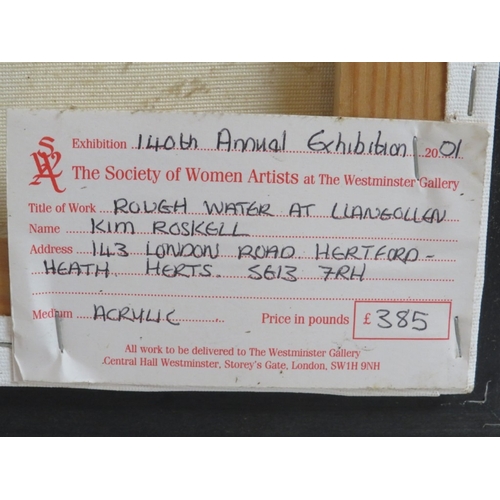 SWA
Exhibition 140th Annual Exhibition 2001
The Society of Women Artists at The Westminster Gallery
Title of Work ROUGH WATER AT LLANGOLLEN
Name KIM ROSKELL
Address 143 LONDON ROAD HERTFORD-
HEATH HERTS SG13 7RH
Medium ACRYLIC Price in pounds £385
All work to be delivered to The Westminster Gallery
Central Hall Westminster, Storey's Gate, London, SW1H 9NH